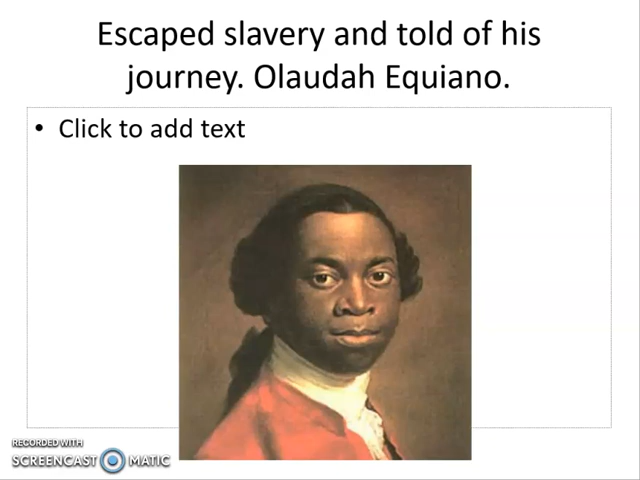 Escaped slavery and told of his
journey. Olaudah Equiano.
• Click to add text
RECORDED WITH
SCREENCAST MATIC